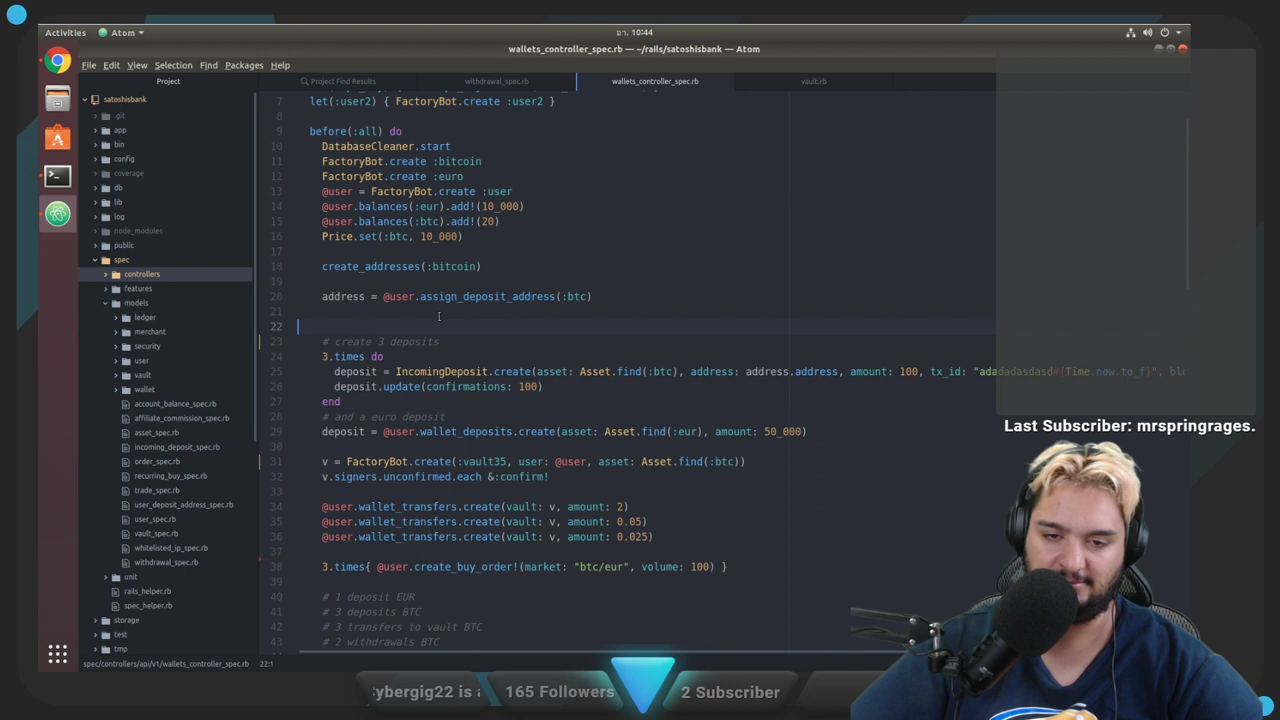 Activities
Atom
อา. 10:44
wallets_controller_spec.rb — ~/rails/satoshisbank — Atom
File Edit View Selection Find Packages Help
Project
Project Find Results
withdrawal_spec.rb
wallets_controller_spec.rb
vault.rb
satoshisbank
.git
app
bin
config
coverage
db
lib
log
node_modules
public
spec
controllers
features
models
ledger
merchant
security
user
vault
wallet
account_balance_spec.rb
affiliate_commission_spec.rb
asset_spec.rb
incoming_deposit_spec.rb
order_spec.rb
recurring_buy_spec.rb
trade_spec.rb
user_deposit_address_spec.rb
user_spec.rb
vault_spec.rb
whitelisted_ip_spec.rb
withdrawal_spec.rb
unit
rails_helper.rb
spec_helper.rb
storage
test
tmp
7 let(:user2) { FactoryBot.create :user2 }
8
9 before(:all) do
10 DatabaseCleaner.start
11 FactoryBot.create :bitcoin
12 FactoryBot.create :euro
13 @user = FactoryBot.create :user
14 @user.balances(:eur).add!(10_000)
15 @user.balances(:btc).add!(20)
16 Price.set(:btc, 10_000)
17
18 create_addresses(:bitcoin)
19
20 address = @user.assign_deposit_address(:btc)
21
22
23 # create 3 deposits
24 3.times do
25 deposit = IncomingDeposit.create(asset: Asset.find(:btc), address: address.address, amount: 100, tx_id: "adadadasdasd#(Time.now.to_f)", blo
26 deposit.update(confirmations: 100)
27 end
28 # and a euro deposit
29 deposit = @user.wallet_deposits.create(asset: Asset.find(:eur), amount: 50_000)
30
31 v = FactoryBot.create(:vault35, user: @user, asset: Asset.find(:btc))
32 v.signers.unconfirmed.each &:confirm!
33
34 @user.wallet_transfers.create(vault: v, amount: 2)
35 @user.wallet_transfers.create(vault: v, amount: 0.05)
36 @user.wallet_transfers.create(vault: v, amount: 0.025)
37
38 3.times{ @user.create_buy_order!(market: "btc/eur", volume: 100) }
39
40 # 1 deposit EUR
41 # 3 deposits BTC
42 # 3 transfers to vault BTC
43 # 2 withdrawals BTC
spec/controllers/api/v1/wallets_controller_spec.rb 22:1
Last Subscriber: mrspringrages.
ybergig22 is a
165 Followers
2 Subscriber